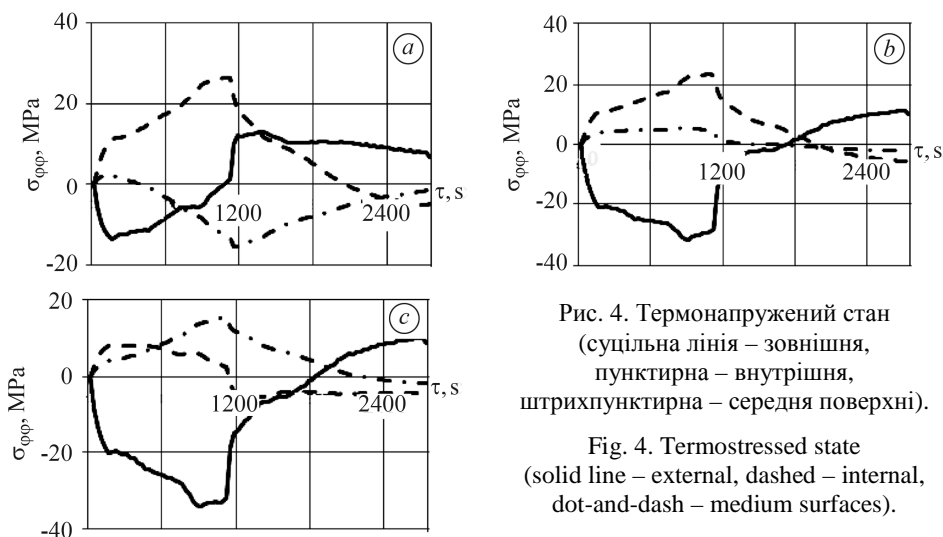 40
a
20
0
-20
σφφ, MPa
1200
2400
τ, s
40
b
20
0
-20
-40
σφφ, MPa
1200
2400
τ, s
20
c
0
-20
-40
σφφ, MPa
1200
2400
τ, s
Рис. 4. Термонапружений стан
(суцільна лінія – зовнішня,
пунктирна – внутрішня,
штрихпунктирна – середня поверхні).
Fig. 4. Termostressed state
(solid line – external, dashed – internal,
dot-and-dash – medium surfaces).